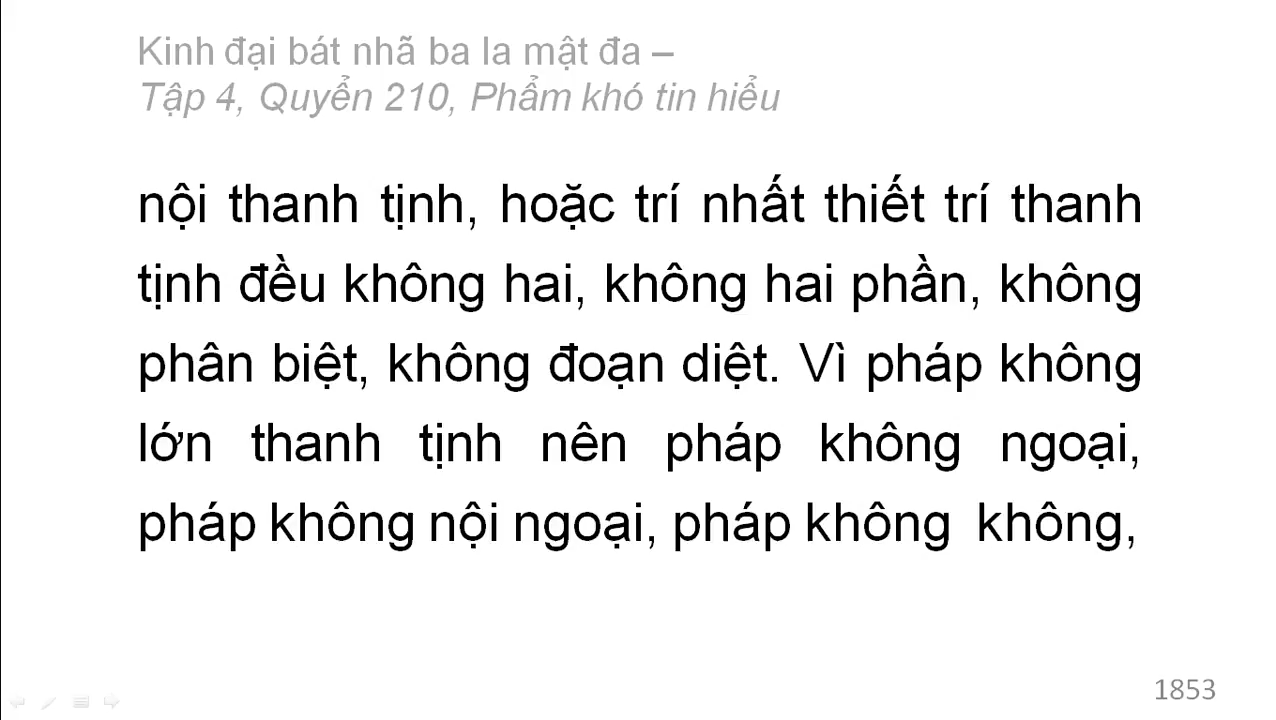 Kinh đại bát nhã ba la mật đa –
Tập 4, Quyển 210, Phẩm khó tin hiểu
nội thanh tịnh, hoặc trí nhất thiết trí thanh
tịnh đều không hai, không hai phần, không
phân biệt, không đoạn diệt. Vì pháp không
lớn thanh tịnh nên pháp không ngoại,
pháp không nội ngoại, pháp không không,
1853